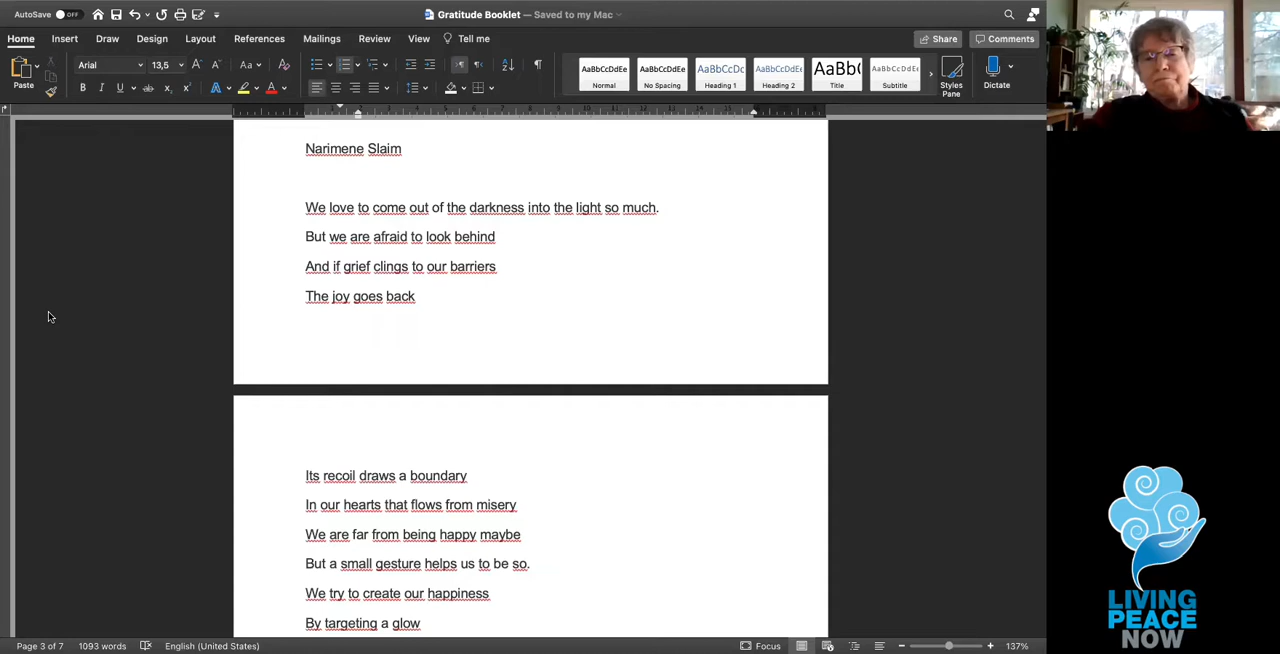 AutoSave OFF
Gratitude Booklet — Saved to my Mac
Home Insert Draw Design Layout References Mailings Review View Tell me
Share Comments
Paste
Arial 13,5
AaBbCcDdEe AaBbCcDdEe AaBbCcDc AaBbCcDdEe AaBb( AaBbCcDdEe
Normal No Spacing Heading 1 Heading 2 Title Subtitle
Styles Pane
Dictate
Narimene Slaim
We love to come out of the darkness into the light so much.
But we are afraid to look behind
And if grief clings to our barriers
The joy goes back
Its recoil draws a boundary
In our hearts that flows from misery
We are far from being happy maybe
But a small gesture helps us to be so.
We try to create our happiness
By targeting a glow
Page 3 of 7 1093 words English (United States) Focus 137%
LIVING
PEACE
NOW